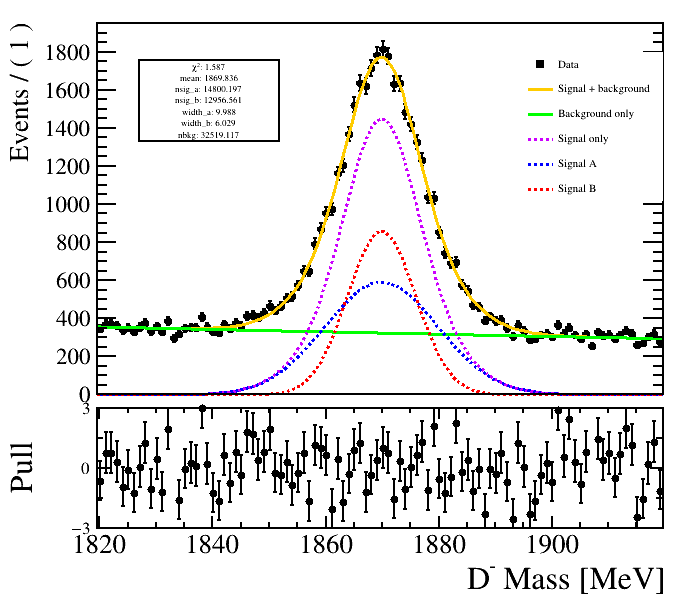 Events / ( 1 )
1800
1600
1400
1200
1000
800
600
400
200
0
χ²: 1.587
mean: 1869.836
nsig_a: 14800.197
nsig_b: 12956.561
width_a: 9.988
width_b: 6.029
nbkg: 32519.117
Data
Signal + background
Background only
Signal only
Signal A
Signal B
Pull
3
0
−3
1820 1840 1860 1880 1900
D⁻ Mass [MeV]